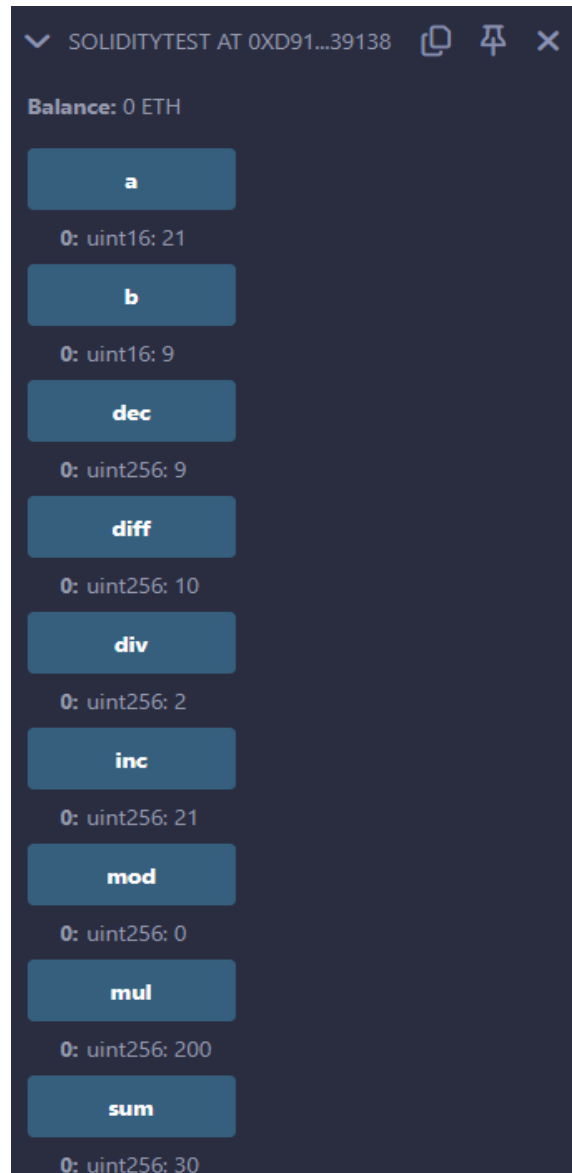 SOLIDITYTEST AT 0XD91...39138
Balance: 0 ETH
a
0: uint16: 21
b
0: uint16: 9
dec
0: uint256: 9
diff
0: uint256: 10
div
0: uint256: 2
inc
0: uint256: 21
mod
0: uint256: 0
mul
0: uint256: 200
sum
0: uint256: 30